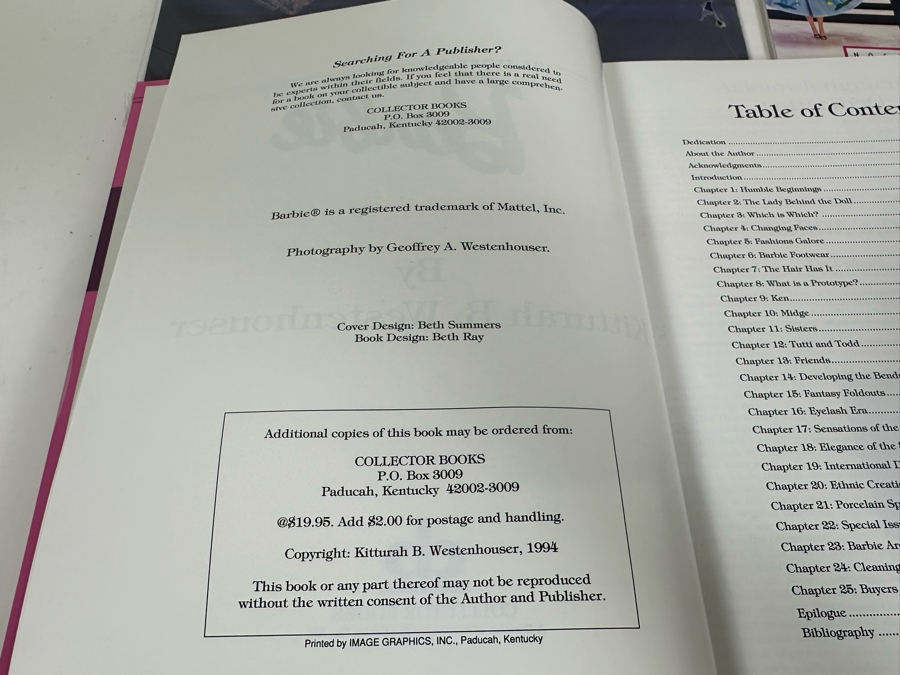 Searching For A Publisher?
We are always looking for knowledgeable people considered to
be experts within their fields. If you feel that there is a real need
for a book on your collectible subject and have a large comprehen-
sive collection, contact us.
COLLECTOR BOOKS
P.O. Box 3009
Paducah, Kentucky 42002-3009
Barbie® is a registered trademark of Mattel, Inc.
Photography by Geoffrey A. Westenhouser.
By
Kitturah B. Westenhouser
Cover Design: Beth Summers
Book Design: Beth Ray
Additional copies of this book may be ordered from:
COLLECTOR BOOKS
P.O. Box 3009
Paducah, Kentucky 42002-3009
@$19.95. Add $2.00 for postage and handling.
Copyright: Kitturah B. Westenhouser, 1994
This book or any part thereof may not be reproduced
without the written consent of the Author and Publisher.
Printed by IMAGE GRAPHICS, INC., Paducah, Kentucky
Table of Conte
Dedication
About the Author
Acknowledgments
Introduction
Chapter 1: Humble Beginnings
Chapter 2: The Lady Behind the Doll
Chapter 3: Which is Which?
Chapter 4: Changing Faces
Chapter 5: Fashions Galore
Chapter 6: Barbie Footwear
Chapter 7: The Hair Has It
Chapter 8: What is a Prototype?
Chapter 9: Ken
Chapter 10: Midge
Chapter 11: Sisters
Chapter 12: Tutti and Todd
Chapter 13: Friends
Chapter 14: Developing the Bend
Chapter 15: Fantasy Foldouts
Chapter 16: Eyelash Era
Chapter 17: Sensations of the
Chapter 18: Elegance of the
Chapter 19: International D
Chapter 20: Ethnic Creati
Chapter 21: Porcelain Sp
Chapter 22: Special Iss
Chapter 23: Barbie Ar
Chapter 24: Cleaning
Chapter 25: Buyers
Epilogue
Bibliography